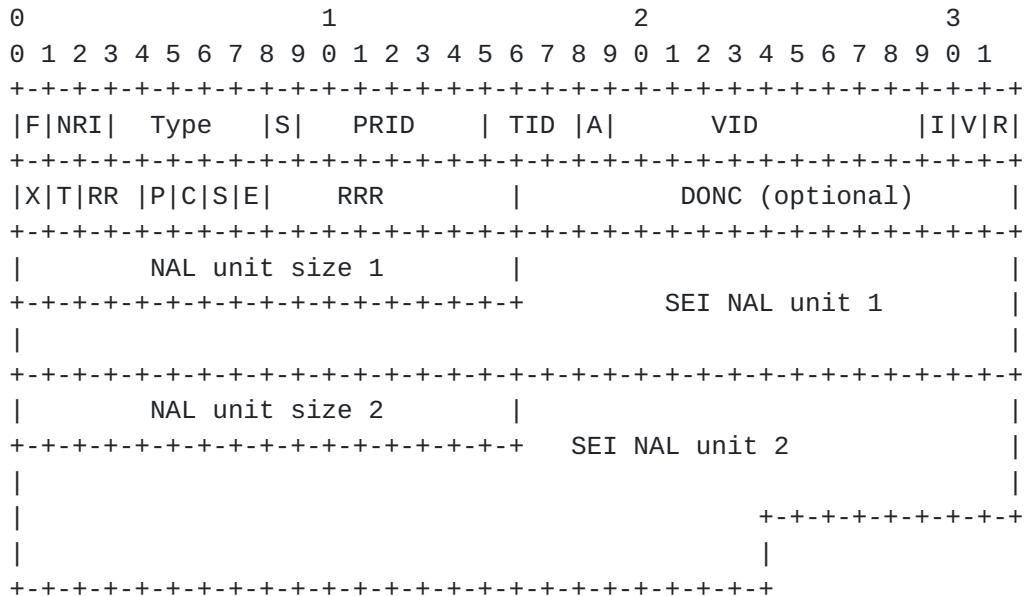 0                   1                   2                   3
0 1 2 3 4 5 6 7 8 9 0 1 2 3 4 5 6 7 8 9 0 1 2 3 4 5 6 7 8 9 0 1
+-+-+-+-+-+-+-+-+-+-+-+-+-+-+-+-+-+-+-+-+-+-+-+-+-+-+-+-+-+-+-+-+
|F|NRI|  Type   |S|   PRID    | TID |A|      VID          |I|V|R|
+-+-+-+-+-+-+-+-+-+-+-+-+-+-+-+-+-+-+-+-+-+-+-+-+-+-+-+-+-+-+-+-+
|X|T|RR |P|C|S|E|    RRR        |          DONC (optional)      |
+-+-+-+-+-+-+-+-+-+-+-+-+-+-+-+-+-+-+-+-+-+-+-+-+-+-+-+-+-+-+-+-+
|        NAL unit size 1        |                               |
+-+-+-+-+-+-+-+-+-+-+-+-+-+-+-+-+         SEI NAL unit 1        |
|                                                               |
+-+-+-+-+-+-+-+-+-+-+-+-+-+-+-+-+-+-+-+-+-+-+-+-+-+-+-+-+-+-+-+-+
|        NAL unit size 2        |                               |
+-+-+-+-+-+-+-+-+-+-+-+-+-+-+-+-+   SEI NAL unit 2              |
|                                                               |
|                                               +-+-+-+-+-+-+-+-+
|                                               |
+-+-+-+-+-+-+-+-+-+-+-+-+-+-+-+-+-+-+-+-+-+-+-+-+